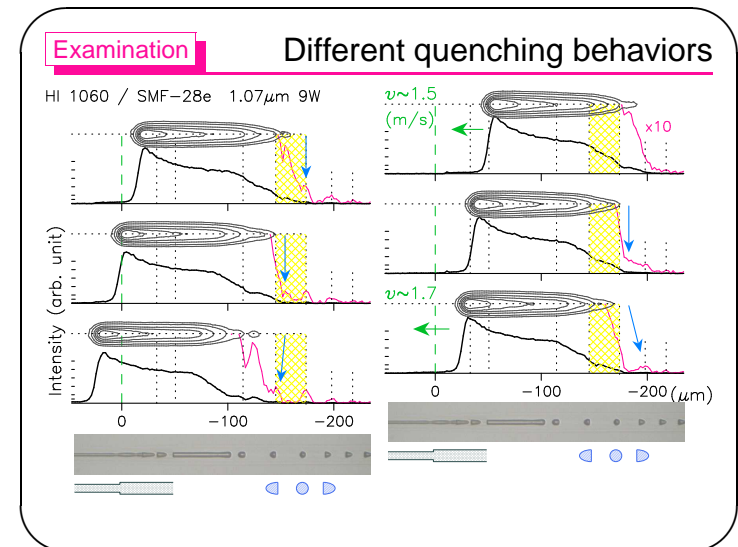 Examination
Different quenching behaviors
HI 1060 / SMF−28e 1.07μm 9W
Intensity (arb. unit)
0 −100 −200
υ~1.5
(m/s)
x10
υ~1.7
0 −100 −200 (μm)